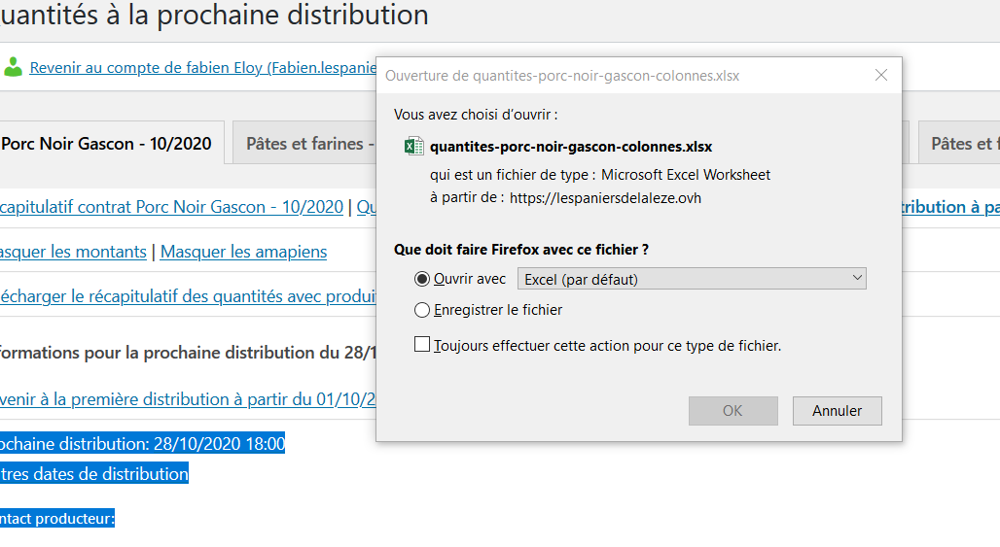 uantités à la prochaine distribution
Revenir au compte de fabien Eloy (Fabien.lespanie
Porc Noir Gascon - 10/2020
Pâtes et farines -
Pâtes et f
capitulatif contrat Porc Noir Gascon - 10/2020 | Qu
tribution à pa
asquer les montants | Masquer les amapiens
écharger le récapitulatif des quantités avec produi
formations pour la prochaine distribution du 28/1
venir à la première distribution à partir du 01/10/2
ochaine distribution: 28/10/2020 18:00
tres dates de distribution
ntact producteur:
Ouverture de quantites-porc-noir-gascon-colonnes.xlsx
Vous avez choisi d'ouvrir :
quantites-porc-noir-gascon-colonnes.xlsx
qui est un fichier de type : Microsoft Excel Worksheet
à partir de : https://lespaniersdelaleze.ovh
Que doit faire Firefox avec ce fichier ?
Ouvrir avec
Excel (par défaut)
Enregistrer le fichier
Toujours effectuer cette action pour ce type de fichier.
OK
Annuler